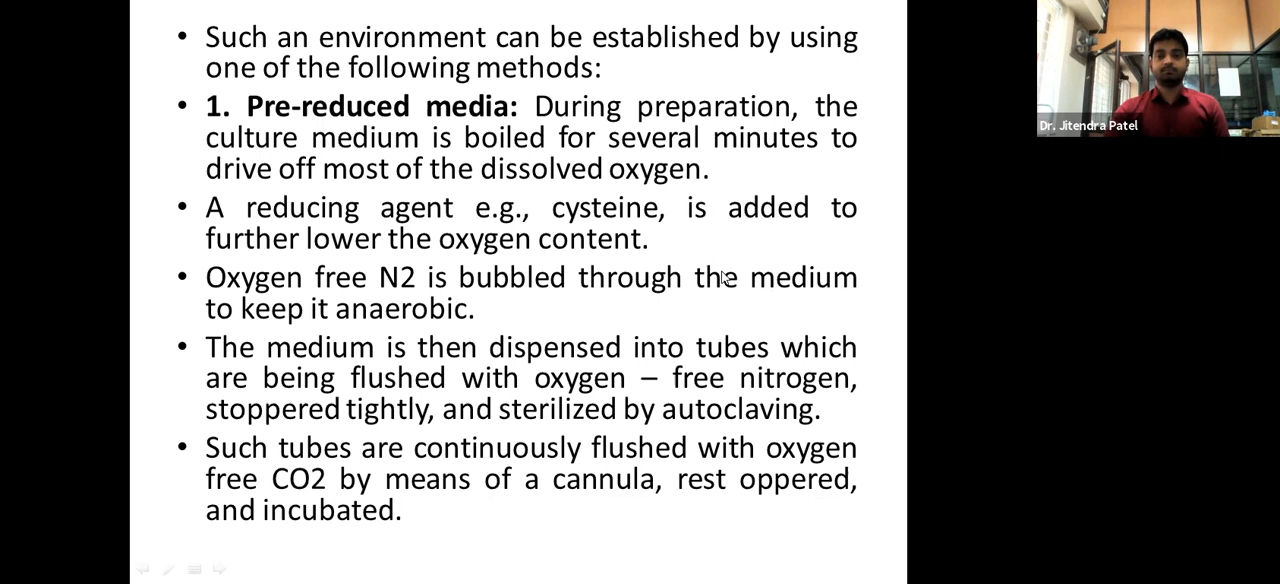 • Such an environment can be established by using
one of the following methods:
• 1. Pre-reduced media: During preparation, the
culture medium is boiled for several minutes to
drive off most of the dissolved oxygen.
• A reducing agent e.g., cysteine, is added to
further lower the oxygen content.
• Oxygen free N2 is bubbled through the medium
to keep it anaerobic.
• The medium is then dispensed into tubes which
are being flushed with oxygen – free nitrogen,
stoppered tightly, and sterilized by autoclaving.
• Such tubes are continuously flushed with oxygen
free CO2 by means of a cannula, rest oppered,
and incubated.
Dr. Jitendra Patel